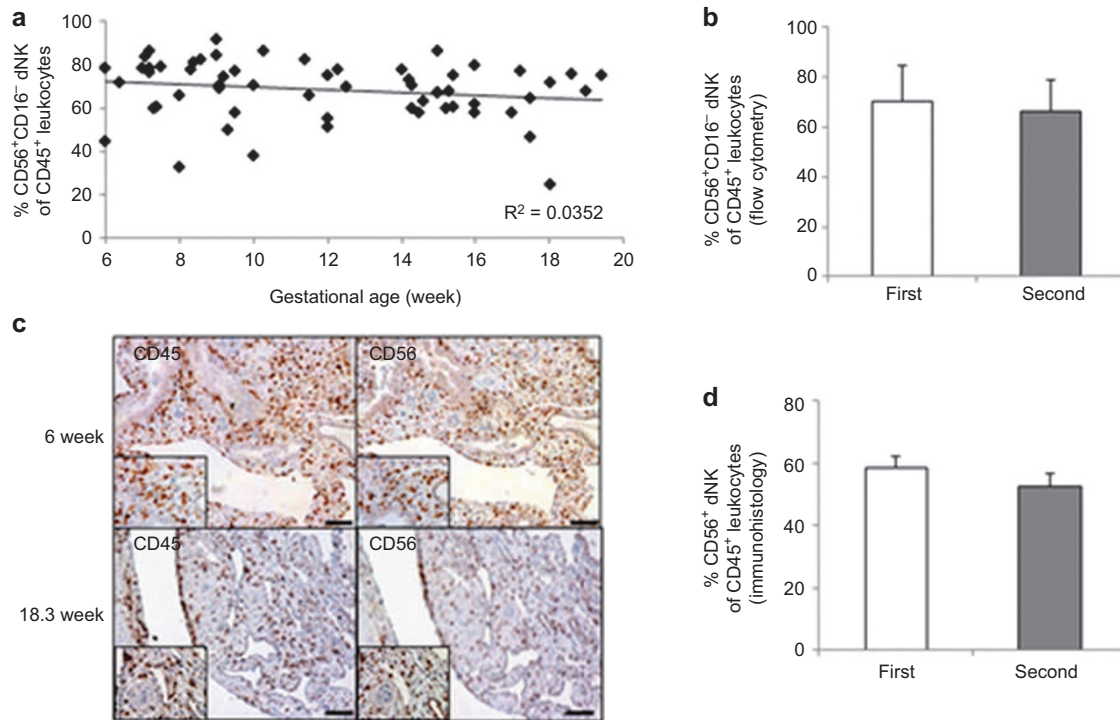 a
% CD56⁺CD16⁻ dNK
of CD45⁺ leukocytes
100
80
60
40
20
0
6
8
10
12
14
16
18
20
R² = 0.0352
Gestational age (week)
b
% CD56⁺CD16⁻ dNK
of CD45⁺ leukocytes
(flow cytometry)
100
80
60
40
20
0
First
Second
c
CD45
CD56
6 week
CD45
CD56
18.3 week
d
% CD56⁺ dNK
of CD45⁺ leukocytes
(immunohistology)
80
60
40
20
0
First
Second